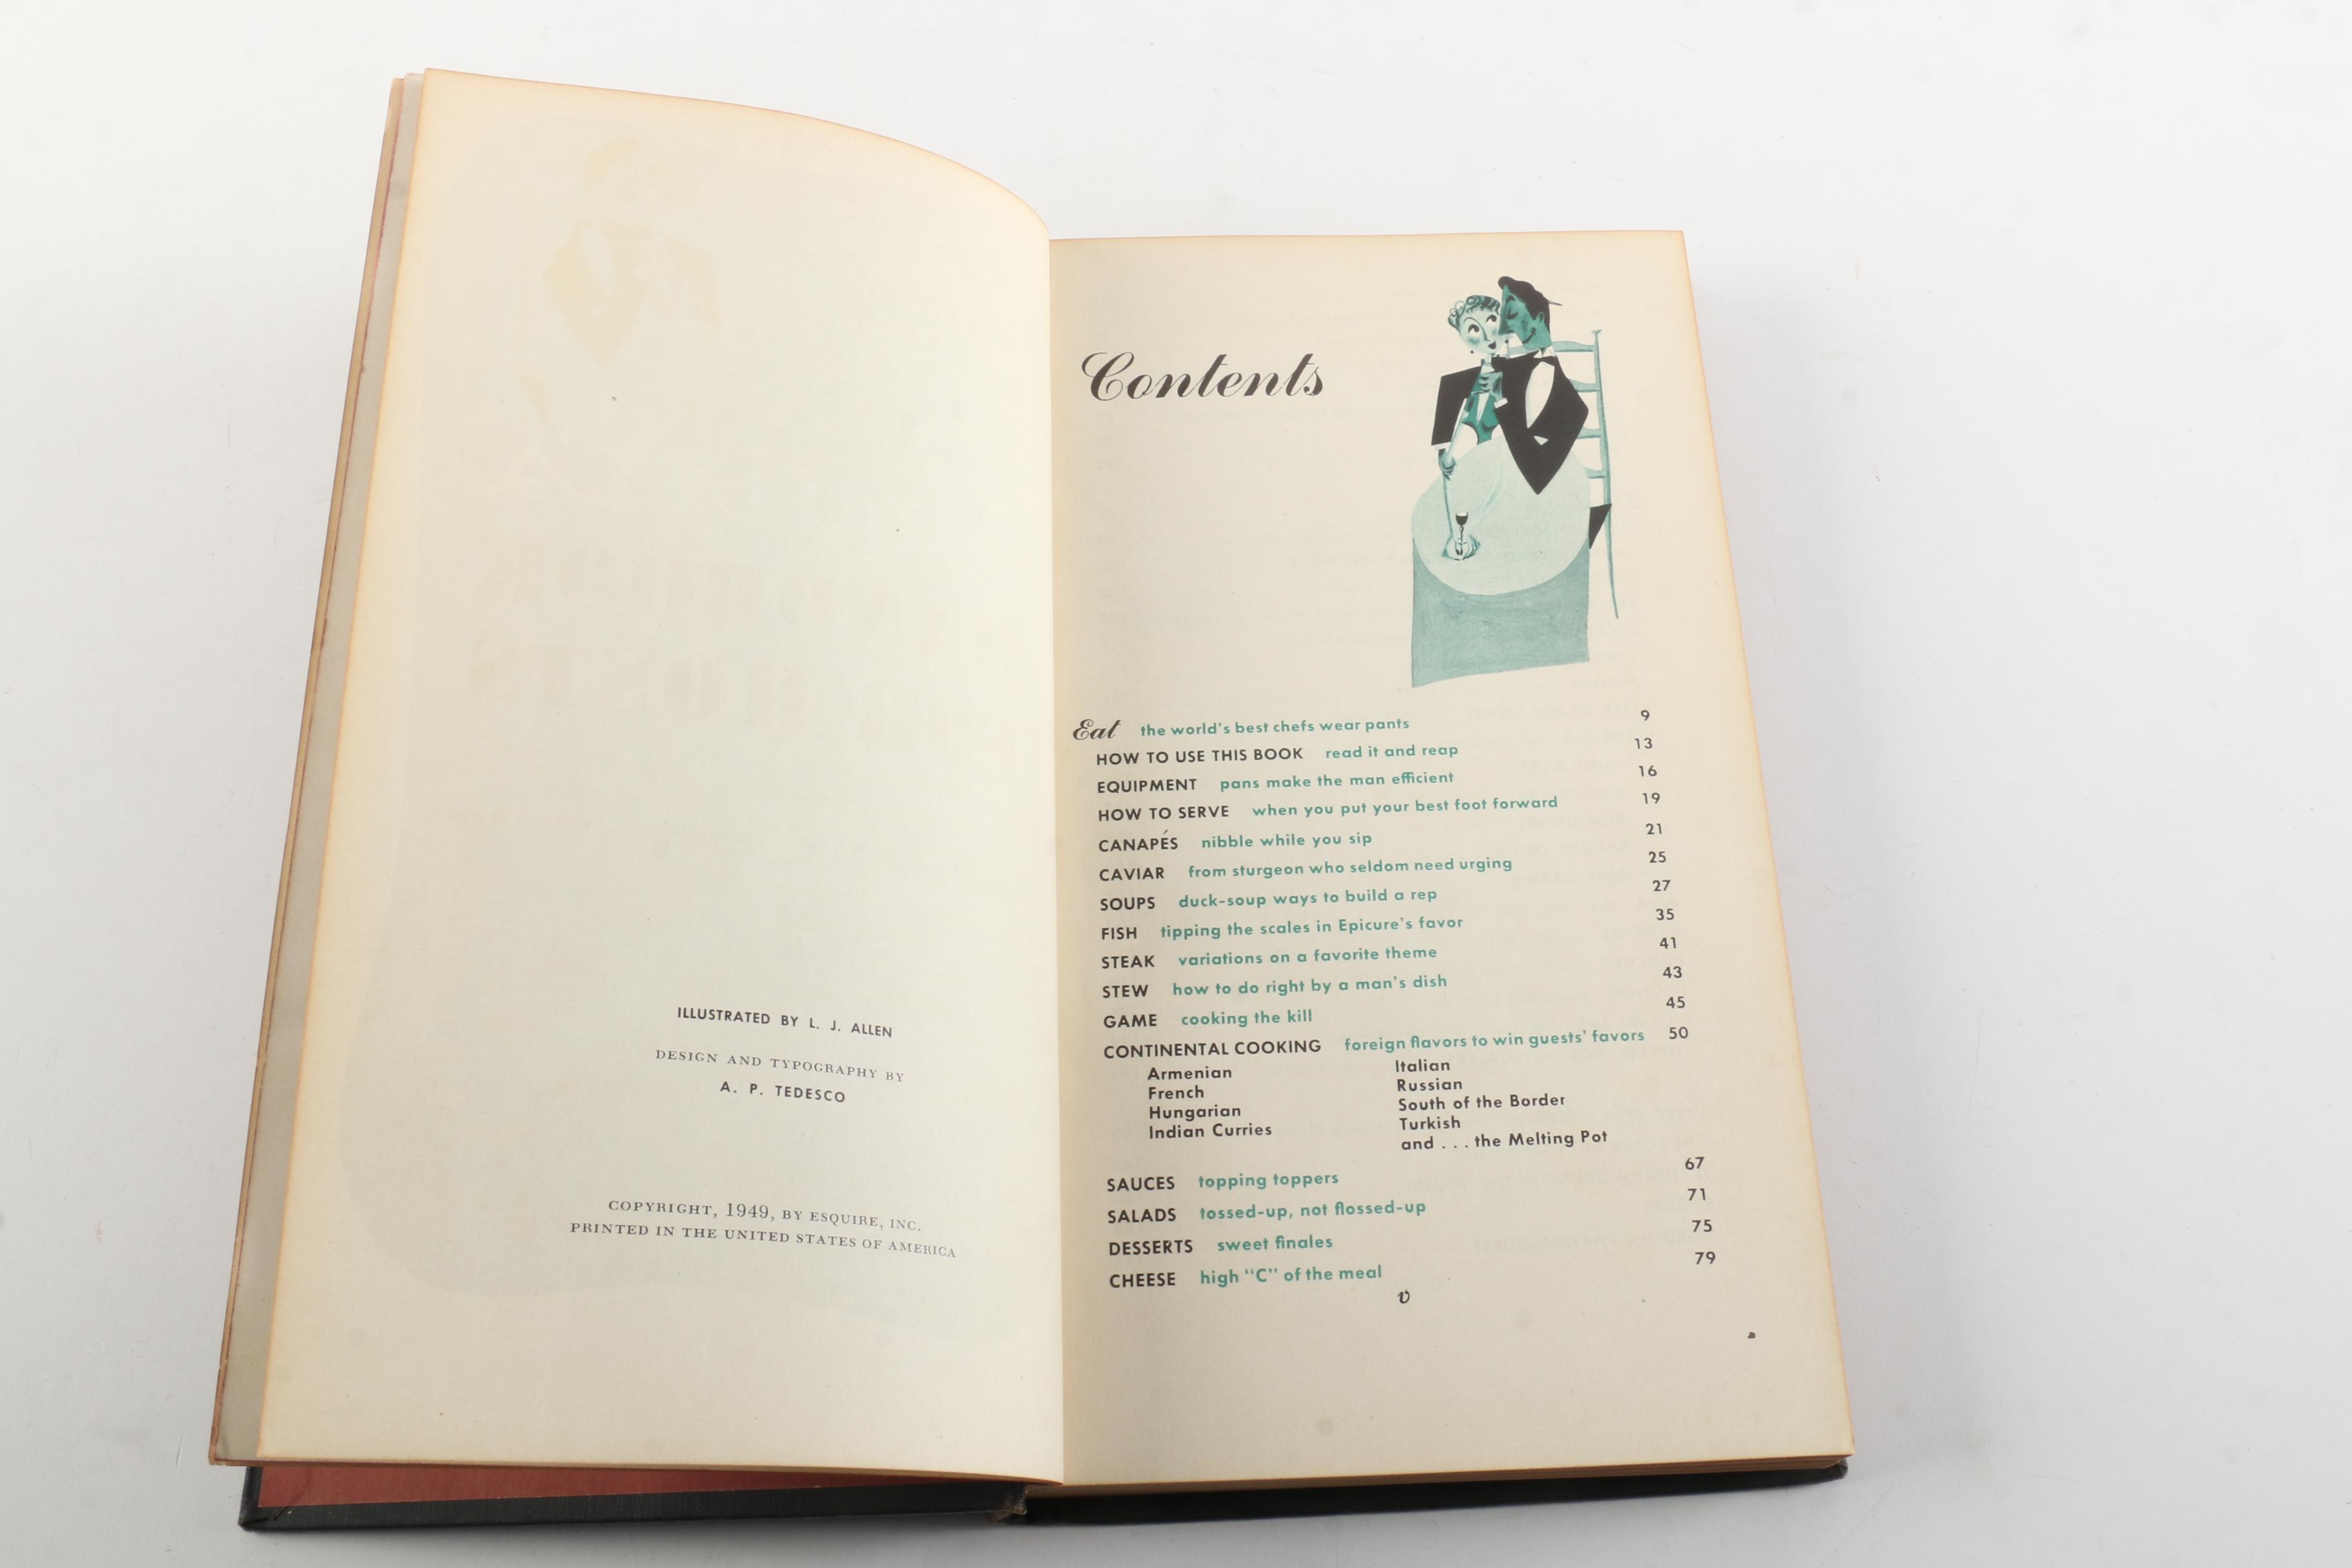 ILLUSTRATED BY L. J. ALLEN
DESIGN AND TYPOGRAPHY BY
A. P. TEDESCO
COPYRIGHT, 1949, BY ESQUIRE, INC.
PRINTED IN THE UNITED STATES OF AMERICA
Contents
Eat the world's best chefs wear pants 9
HOW TO USE THIS BOOK read it and reap 13
EQUIPMENT pans make the man efficient 16
HOW TO SERVE when you put your best foot forward 19
CANAPÉS nibble while you sip 21
CAVIAR from sturgeon who seldom need urging 25
SOUPS duck-soup ways to build a rep 27
FISH tipping the scales in Epicure's favor 35
STEAK variations on a favorite theme 41
STEW how to do right by a man's dish 43
GAME cooking the kill 45
CONTINENTAL COOKING foreign flavors to win guests' favors 50
Armenian Italian
French Russian
Hungarian South of the Border
Indian Curries Turkish
and . . . the Melting Pot
SAUCES topping toppers 67
SALADS tossed-up, not flossed-up 71
DESSERTS sweet finales 75
CHEESE high "C" of the meal 79
v